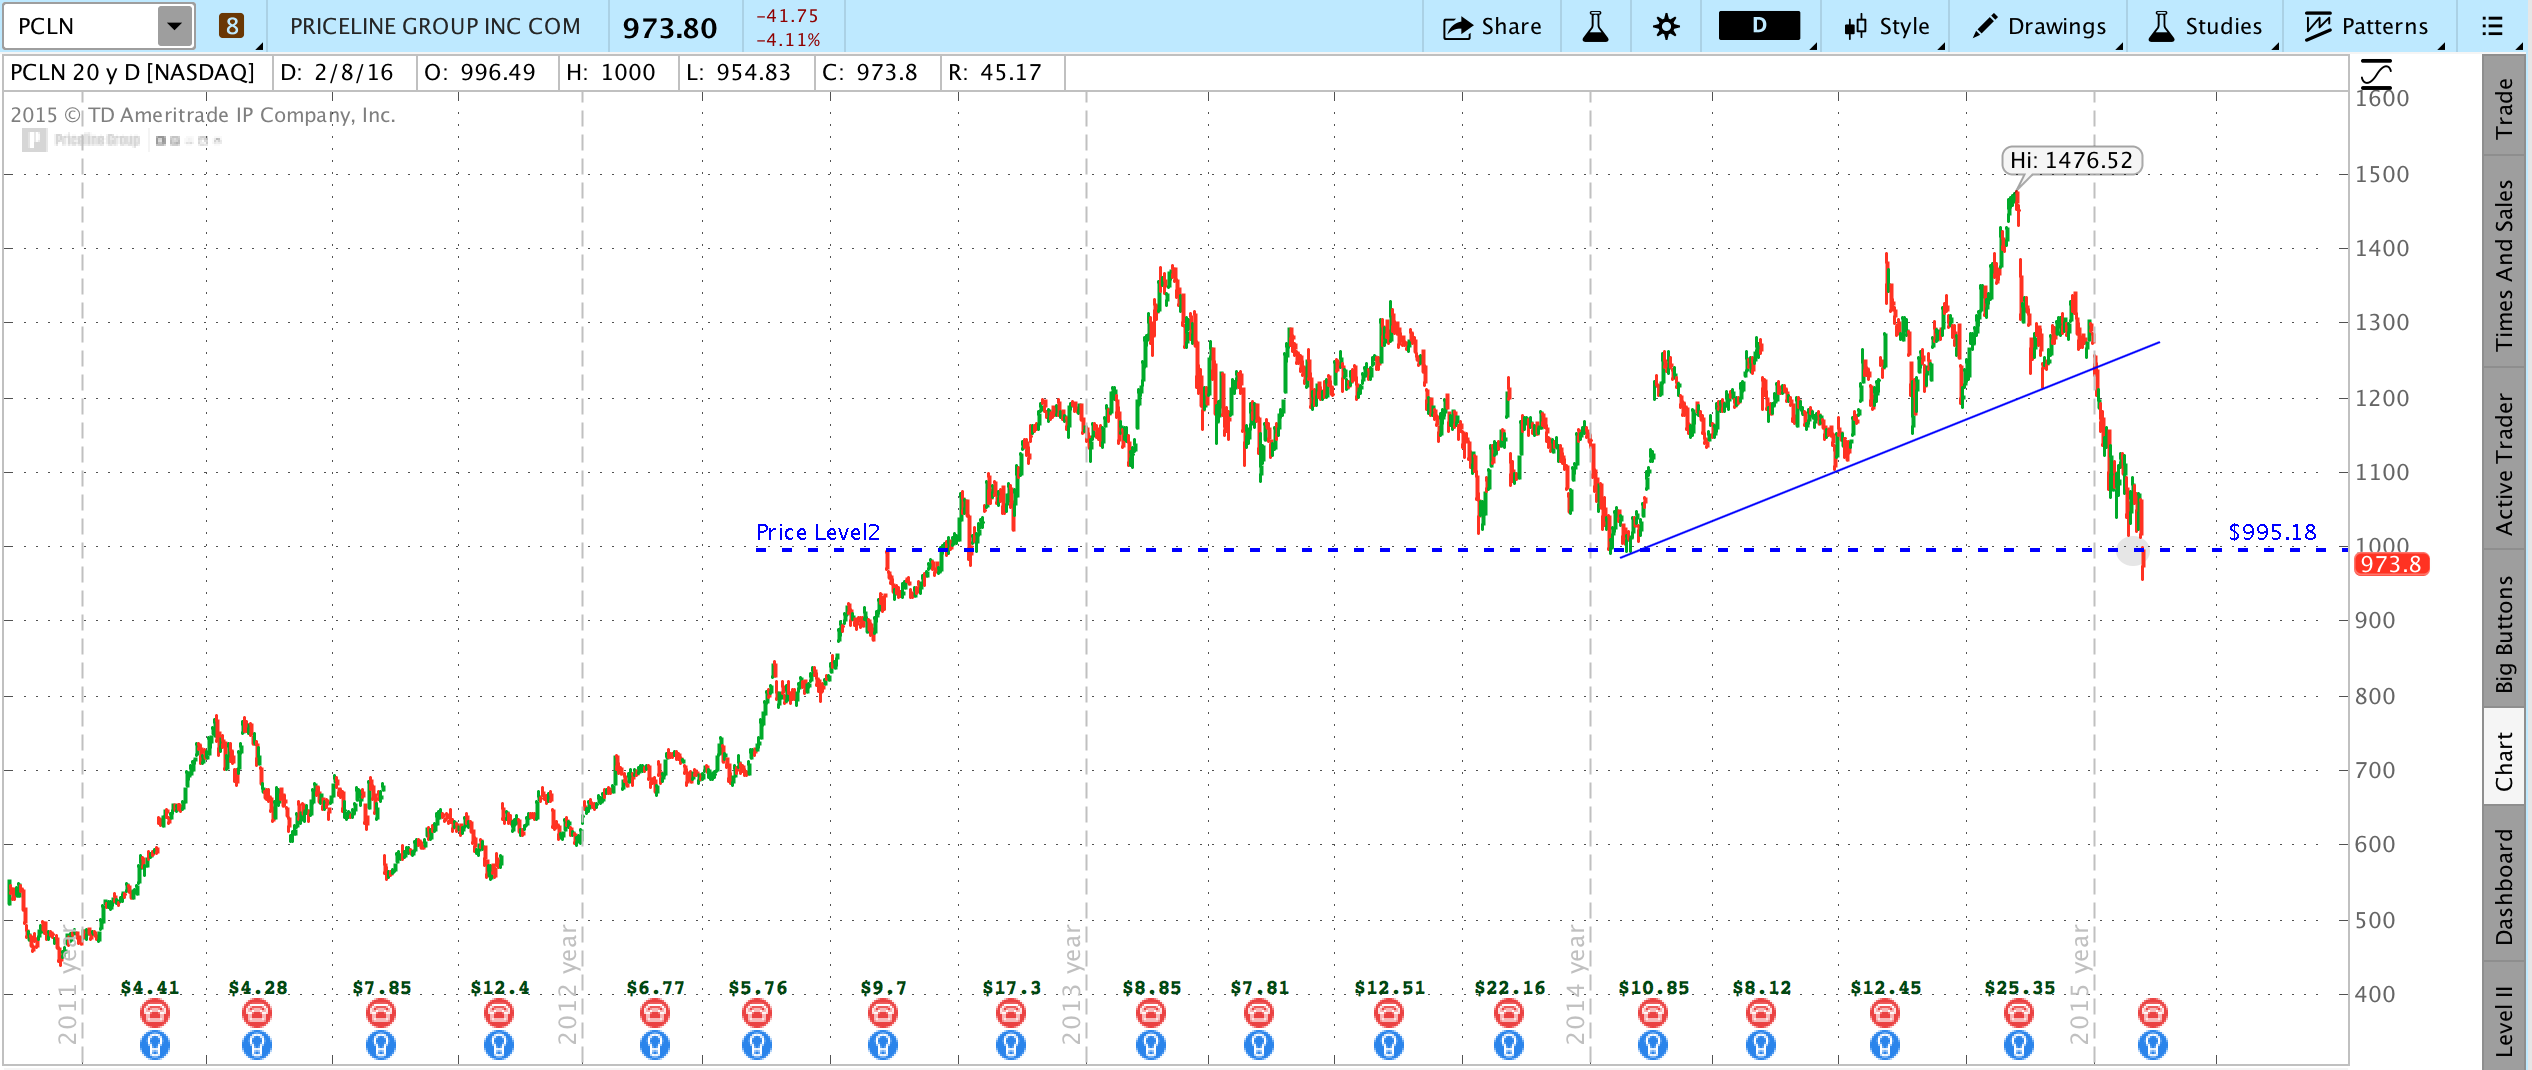 PCLN 8 PRICELINE GROUP INC COM 973.80 -41.75 -4.11% Share D Style Drawings Studies Patterns
PCLN 20 y D [NASDAQ] D: 2/8/16 O: 996.49 H: 1000 L: 954.83 C: 973.8 R: 45.17
2015 © TD Ameritrade IP Company, Inc.
Priceline Group
Hi: 1476.52
Price Level2
$995.18
1600
1500
1400
1300
1200
1100
1000
973.8
900
800
700
600
500
400
2011 year
2012 year
2013 year
2014 year
2015 year
$4.41 $4.28 $7.85 $12.4 $6.77 $5.76 $9.7 $17.3 $8.85 $7.81 $12.51 $22.16 $10.85 $8.12 $12.45 $25.35
Trade
Times And Sales
Active Trader
Big Buttons
Chart
Dashboard
Level II